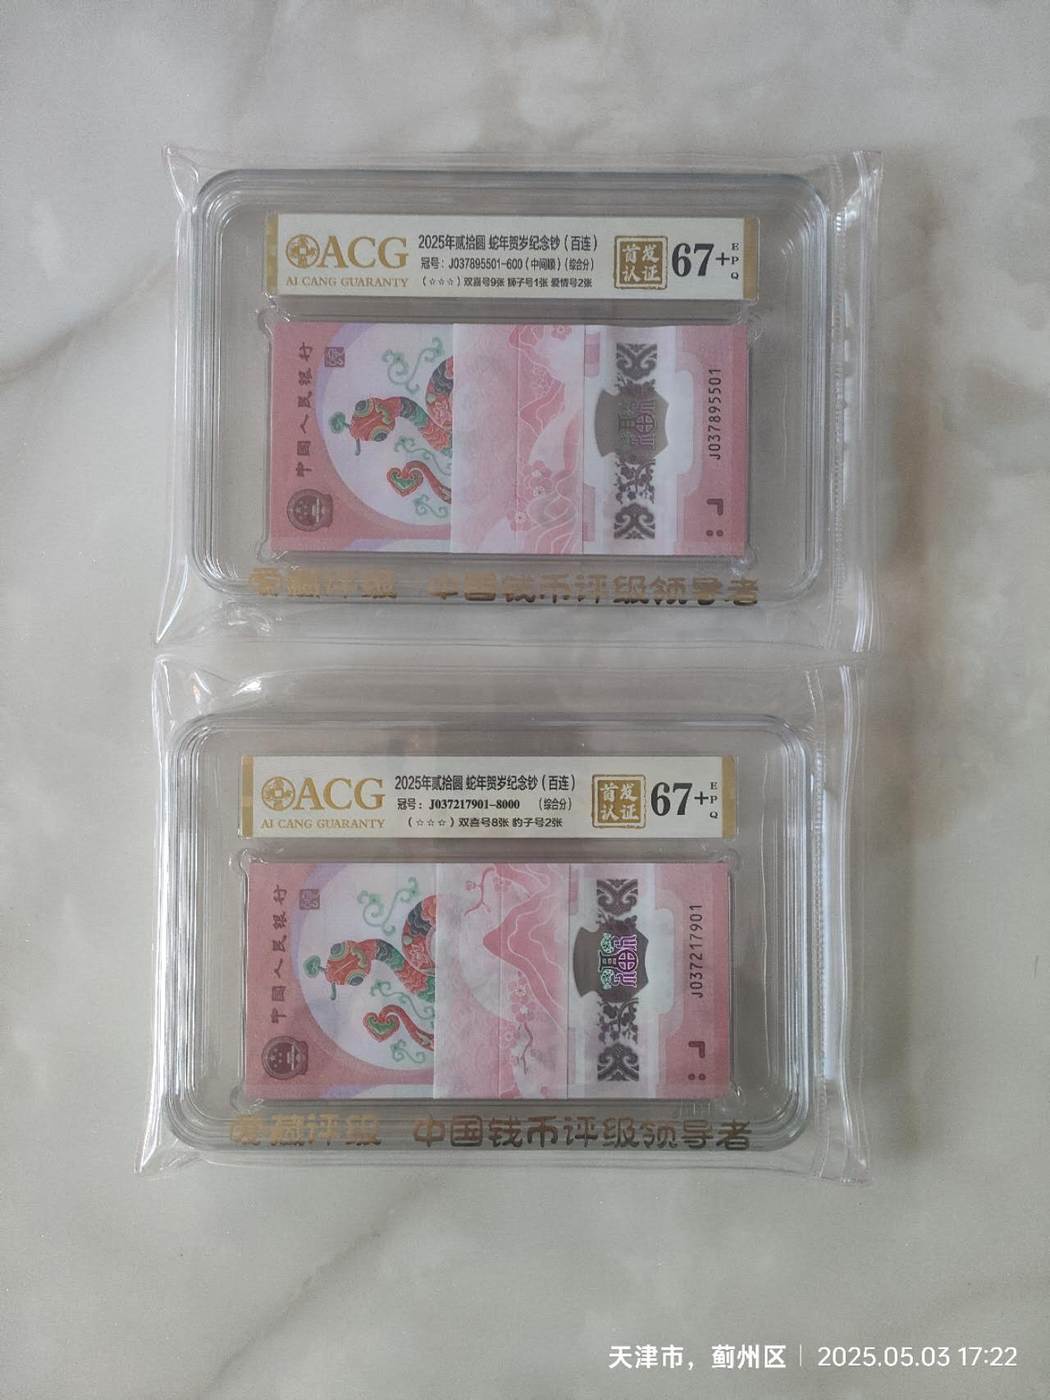 ACG
AI CANG GUARANTY
2025年贰拾圆 蛇年贺岁纪念钞（百连）
冠号：J037895501-600（中间顺）（综合分）
（☆☆☆）双喜号9张 狮子号1张 爱情号2张
首发
认证
67+
EPQ
中国人民银行
J037895501
爱藏评级 中国钱币评级领导者
ACG
AI CANG GUARANTY
2025年贰拾圆 蛇年贺岁纪念钞（百连）
冠号：J037217901-8000 （综合分）
（☆☆☆）双喜号8张 豹子号2张
首发
认证
67+
EPQ
中国人民银行
J037217901
爱藏评级 中国钱币评级领导者
天津市，蓟州区 | 2025.05.03 17:22